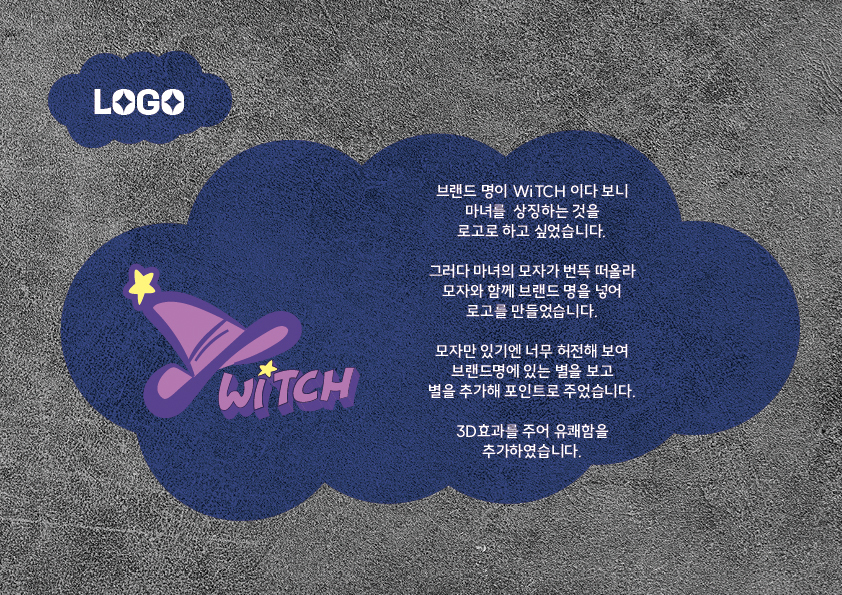 LOGO
브랜드 명이 WiTCH 이다 보니
마녀를 상징하는 것을
로고로 하고 싶었습니다.
그러다 마녀의 모자가 번뜩 떠올라
모자와 함께 브랜드 명을 넣어
로고를 만들었습니다.
모자만 있기엔 너무 허전해 보여
브랜드명에 있는 별을 보고
별을 추가해 포인트로 주었습니다.
3D효과를 주어 유쾌함을
추가하였습니다.
WiTCH